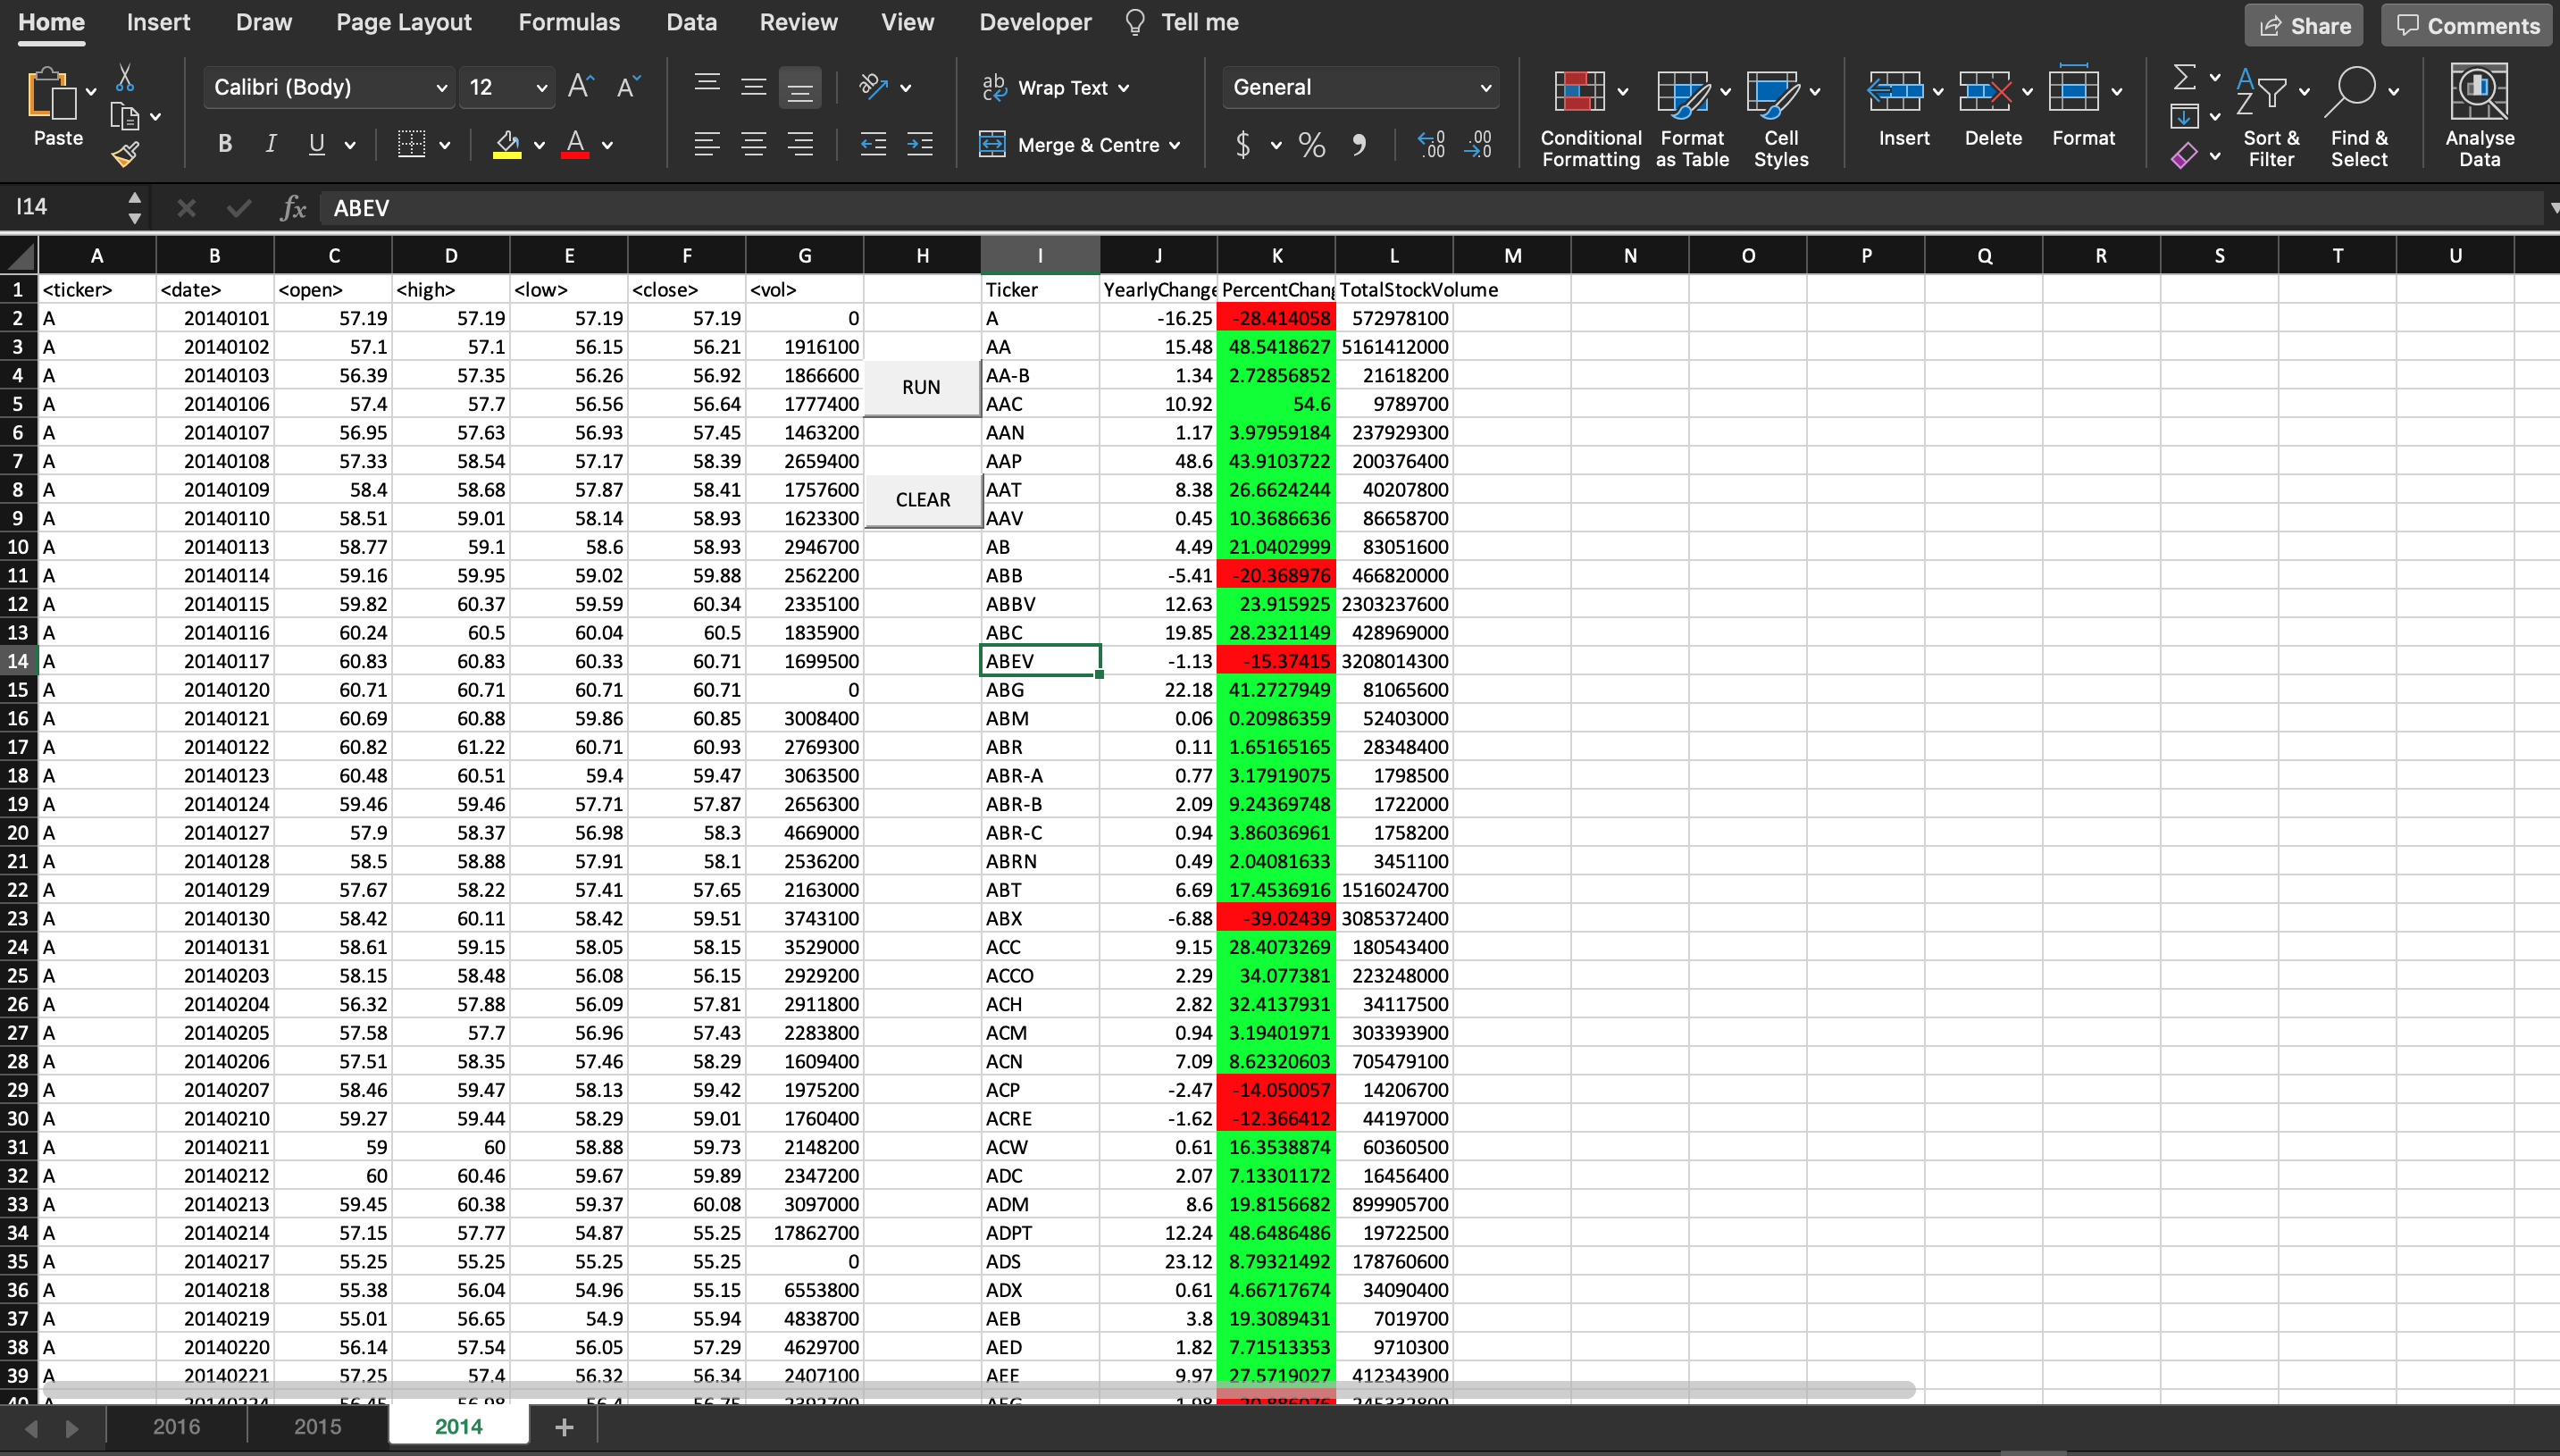 Home Insert Draw Page Layout Formulas Data Review View Developer Tell me Share Comments
Calibri (Body) 12 Wrap Text General
Paste B I U Merge & Centre $ % Conditional Formatting Format as Table Cell Styles Insert Delete Format Sort & Filter Find & Select Analyse Data
I14 fx ABEV
A B C D E F G H I J K L M N O P Q R S T U
1 <ticker> <date> <open> <high> <low> <close> <vol> Ticker YearlyChange PercentChang TotalStockVolume
2 A 20140101 57.19 57.19 57.19 57.19 0 A -16.25 -28.414058 572978100
3 A 20140102 57.1 57.1 56.15 56.21 1916100 AA 15.48 48.5418627 5161412000
4 A 20140103 56.39 57.35 56.26 56.92 1866600 RUN AA-B 1.34 2.72856852 21618200
5 A 20140106 57.4 57.7 56.56 56.64 1777400 AAC 10.92 54.6 9789700
6 A 20140107 56.95 57.63 56.93 57.45 1463200 AAN 1.17 3.97959184 237929300
7 A 20140108 57.33 58.54 57.17 58.39 2659400 AAP 48.6 43.9103722 200376400
8 A 20140109 58.4 58.68 57.87 58.41 1757600 CLEAR AAT 8.38 26.6624244 40207800
9 A 20140110 58.51 59.01 58.14 58.93 1623300 AAV 0.45 10.3686636 86658700
10 A 20140113 58.77 59.1 58.6 58.93 2946700 AB 4.49 21.0402999 83051600
11 A 20140114 59.16 59.95 59.02 59.88 2562200 ABB -5.41 -20.368976 466820000
12 A 20140115 59.82 60.37 59.59 60.34 2335100 ABBV 12.63 23.915925 2303237600
13 A 20140116 60.24 60.5 60.04 60.5 1835900 ABC 19.85 28.2321149 428969000
14 A 20140117 60.83 60.83 60.33 60.71 1699500 ABEV -1.13 -15.37415 3208014300
15 A 20140120 60.71 60.71 60.71 60.71 0 ABG 22.18 41.2727949 81065600
16 A 20140121 60.69 60.88 59.86 60.85 3008400 ABM 0.06 0.20986359 52403000
17 A 20140122 60.82 61.22 60.71 60.93 2769300 ABR 0.11 1.65165165 28348400
18 A 20140123 60.48 60.51 59.4 59.47 3063500 ABR-A 0.77 3.17919075 1798500
19 A 20140124 59.46 59.46 57.71 57.87 2656300 ABR-B 2.09 9.24369748 1722000
20 A 20140127 57.9 58.37 56.98 58.3 4669000 ABR-C 0.94 3.86036961 1758200
21 A 20140128 58.5 58.88 57.91 58.1 2536200 ABRN 0.49 2.04081633 3451100
22 A 20140129 57.67 58.22 57.41 57.65 2163000 ABT 6.69 17.4536916 1516024700
23 A 20140130 58.42 60.11 58.42 59.51 3743100 ABX -6.88 -39.02439 3085372400
24 A 20140131 58.61 59.15 58.05 58.15 3529000 ACC 9.15 28.4073269 180543400
25 A 20140203 58.15 58.48 56.08 56.15 2929200 ACCO 2.29 34.077381 223248000
26 A 20140204 56.32 57.88 56.09 57.81 2911800 ACH 2.82 32.4137931 34117500
27 A 20140205 57.58 57.7 56.96 57.43 2283800 ACM 0.94 3.19401971 303393900
28 A 20140206 57.51 58.35 57.46 58.29 1609400 ACN 7.09 8.62320603 705479100
29 A 20140207 58.46 59.47 58.13 59.42 1975200 ACP -2.47 -14.050057 14206700
30 A 20140210 59.27 59.44 58.29 59.01 1760400 ACRE -1.62 -12.366412 44197000
31 A 20140211 59 60 58.88 59.73 2148200 ACW 0.61 16.3538874 60360500
32 A 20140212 60 60.46 59.67 59.89 2347200 ADC 2.07 7.13301172 16456400
33 A 20140213 59.45 60.38 59.37 60.08 3097000 ADM 8.6 19.8156682 899905700
34 A 20140214 57.15 57.77 54.87 55.25 17862700 ADPT 12.24 48.6486486 19722500
35 A 20140217 55.25 55.25 55.25 55.25 0 ADS 23.12 8.79321492 178760600
36 A 20140218 55.38 56.04 54.96 55.15 6553800 ADX 0.61 4.66717674 34090400
37 A 20140219 55.01 56.65 54.9 55.94 4838700 AEB 3.8 19.3089431 7019700
38 A 20140220 56.14 57.54 56.05 57.29 4629700 AED 1.82 7.71513353 9710300
39 A 20140221 57.25 57.4 56.32 56.34 2407100 AEE 9.97 27.5719027 412343900
2016 2015 2014 +